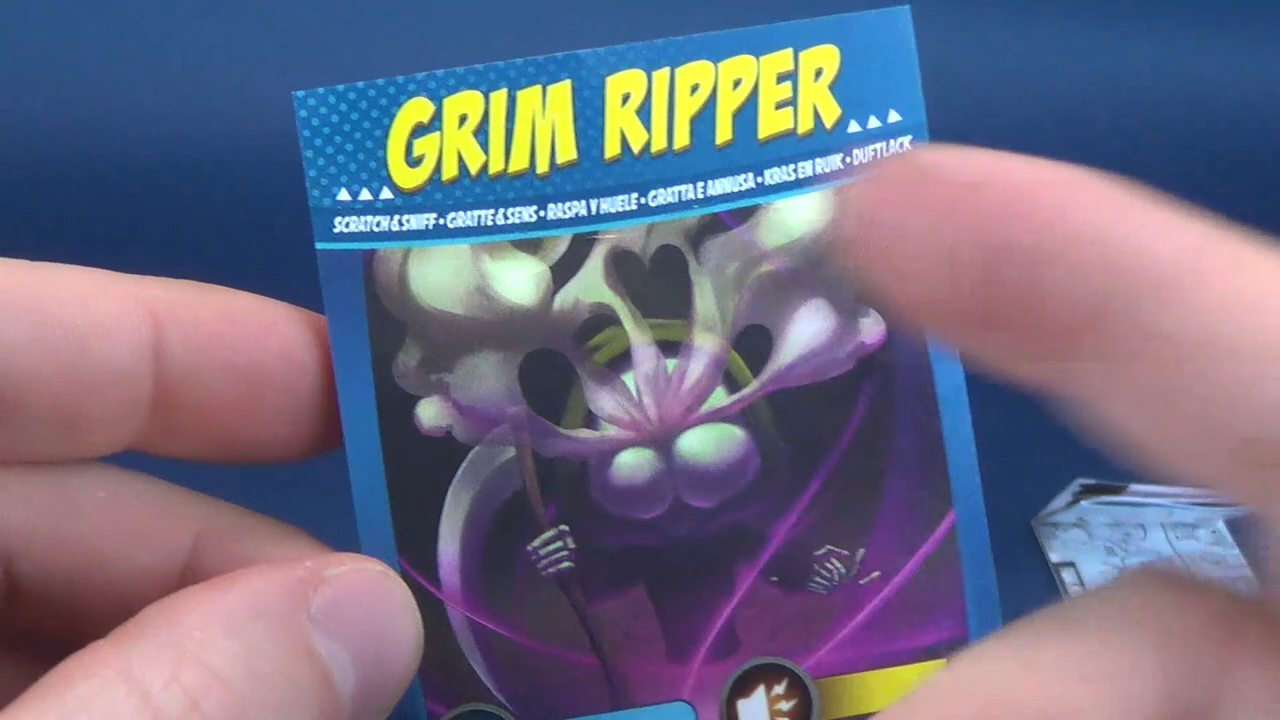 GRIM RIPPER
SCRATCH & SNIFF • GRATTE & SENS • RASPA Y HUELE • GRATTA E ANNUSA • KRAS EN RUIK • DUFTLACK